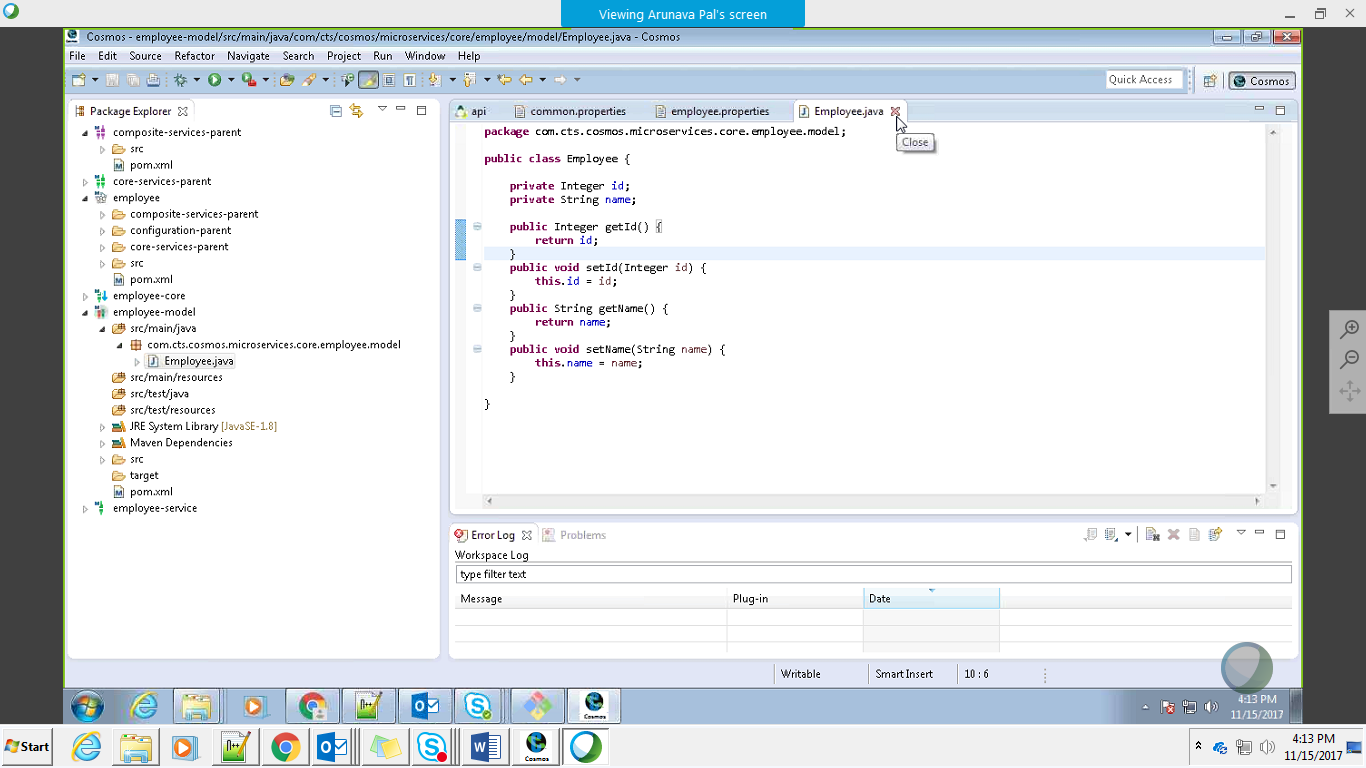 Viewing Arunava Pal's screen
Cosmos - employee-model/src/main/java/com/cts/cosmos/microservices/core/employee/model/Employee.java - Cosmos
File Edit Source Refactor Navigate Search Project Run Window Help
Quick Access
Cosmos
Package Explorer
composite-services-parent
src
pom.xml
core-services-parent
employee
composite-services-parent
configuration-parent
core-services-parent
src
pom.xml
employee-core
employee-model
src/main/java
com.cts.cosmos.microservices.core.employee.model
Employee.java
src/main/resources
src/test/java
src/test/resources
JRE System Library [JavaSE-1.8]
Maven Dependencies
src
target
pom.xml
employee-service
api common.properties employee.properties Employee.java
Close
package com.cts.cosmos.microservices.core.employee.model;
public class Employee {
private Integer id;
private String name;
public Integer getId() {
return id;
}
public void setId(Integer id) {
this.id = id;
}
public String getName() {
return name;
}
public void setName(String name) {
this.name = name;
}
}
Error Log Problems
Workspace Log
type filter text
Message Plug-in Date
Writable Smart Insert 10 : 6
Cosmos
4:13 PM
11/15/2017
Start
Cosmos
4:13 PM
11/15/2017